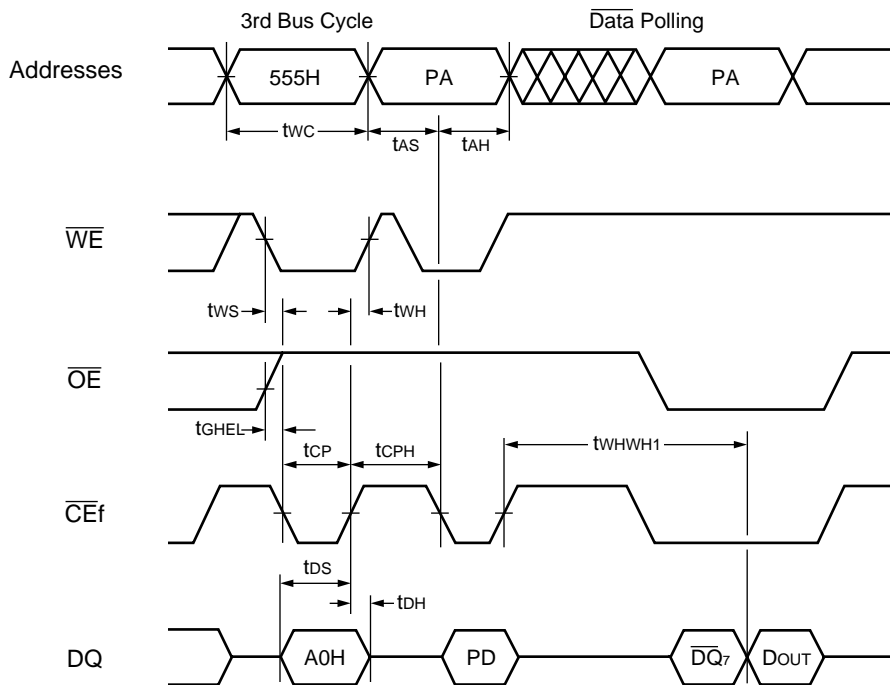 3rd Bus Cycle
Data Polling
Addresses
555H
PA
PA
tWC
tAS
tAH
WE
tWS
tWH
OE
tGHEL
tCP
tCPH
tWHWH1
CEf
tDS
tDH
DQ
A0H
PD
DQ7
DOUT